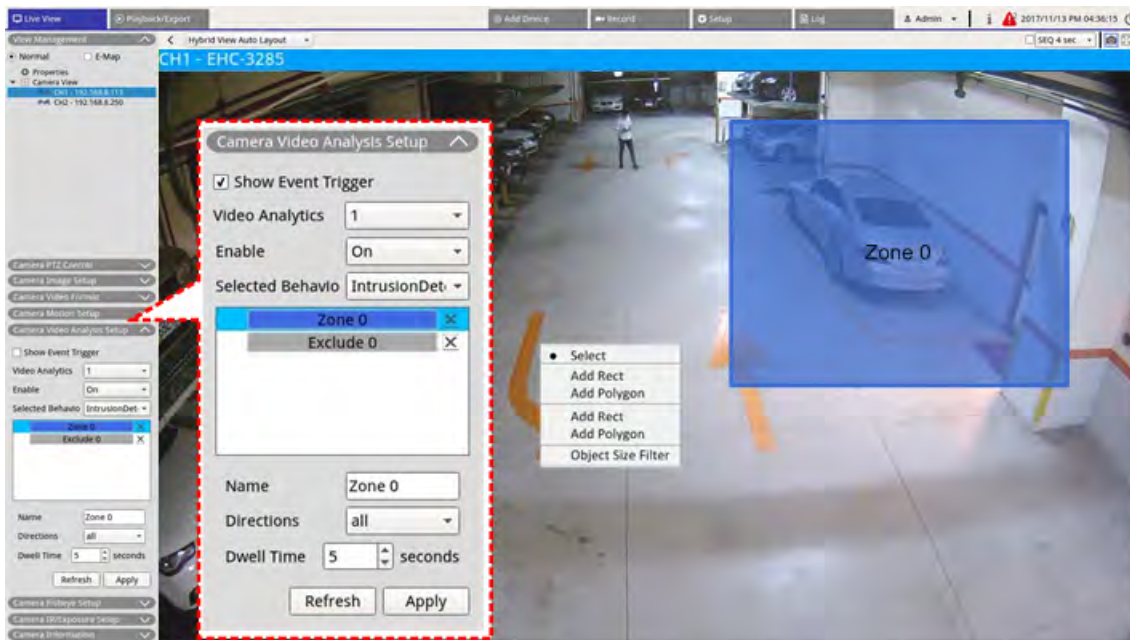 Live View
Playback/Export
Add Device
Record
Setup
Log
Admin
i
2017/11/13 PM 04:36:15
View Management
Hybrid View Auto Layout
SEQ 4 sec
Normal
E-Map
CH1 - EHC-3285
Properties
Camera View
CH1 - 192.168.8.113
CH2 - 192.168.8.250
Camera PTZ Control
Camera Image Setup
Camera Video Format
Camera Motion Setup
Camera Video Analysis Setup
Show Event Trigger
Video Analytics 1
Enable On
Selected Behavio IntrusionDet
Zone 0 X
Exclude 0 X
Name Zone 0
Directions all
Dwell Time 5 seconds
Refresh Apply
Camera Fisheye Setup
Camera IR/Exposure Setup
Camera Information
Camera Video Analysis Setup
Show Event Trigger
Video Analytics 1
Enable On
Selected Behavio IntrusionDet
Zone 0 X
Exclude 0 X
Name Zone 0
Directions all
Dwell Time 5 seconds
Refresh Apply
Select
Add Rect
Add Polygon
Add Rect
Add Polygon
Object Size Filter
Zone 0